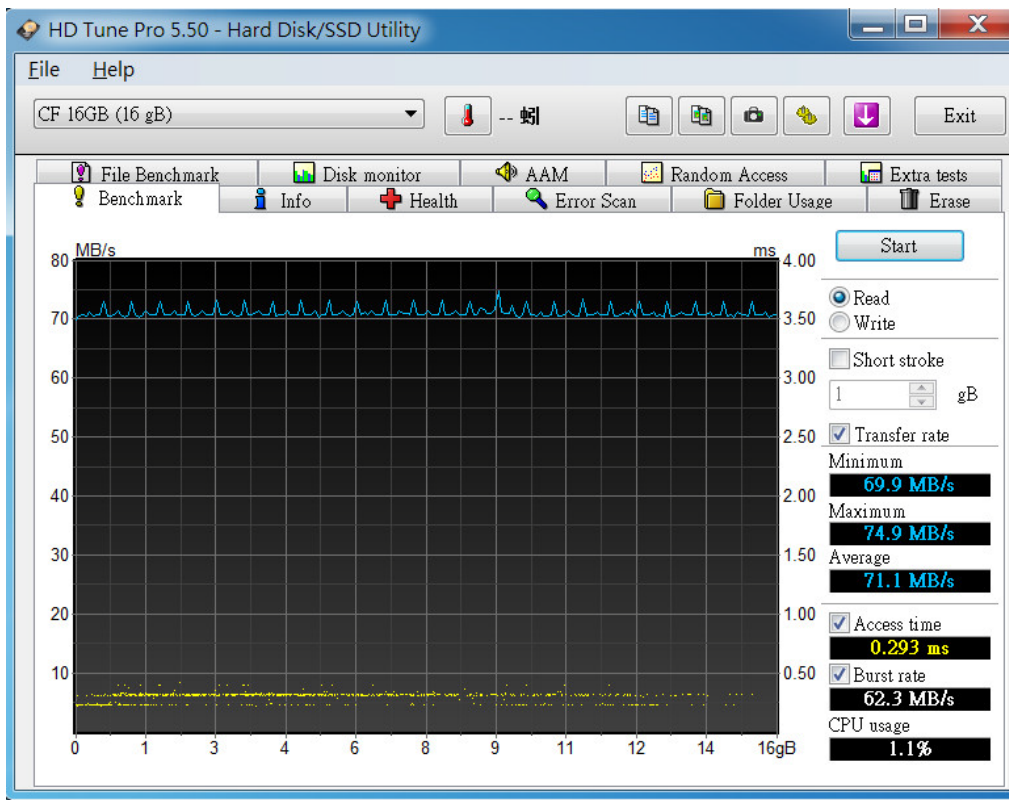 HD Tune Pro 5.50 - Hard Disk/SSD Utility
File Help
CF 16GB (16 gB)
-- 蚓
Exit
File Benchmark Disk monitor AAM Random Access Extra tests
Benchmark Info Health Error Scan Folder Usage Erase
MB/s ms
80 4.00
70 3.50
60 3.00
50 2.50
40 2.00
30 1.50
20 1.00
10 0.50
0 1 3 4 6 8 9 11 12 14 16gB
Start
Read
Write
Short stroke
1 gB
Transfer rate
Minimum
69.9 MB/s
Maximum
74.9 MB/s
Average
71.1 MB/s
Access time
0.293 ms
Burst rate
62.3 MB/s
CPU usage
1.1%